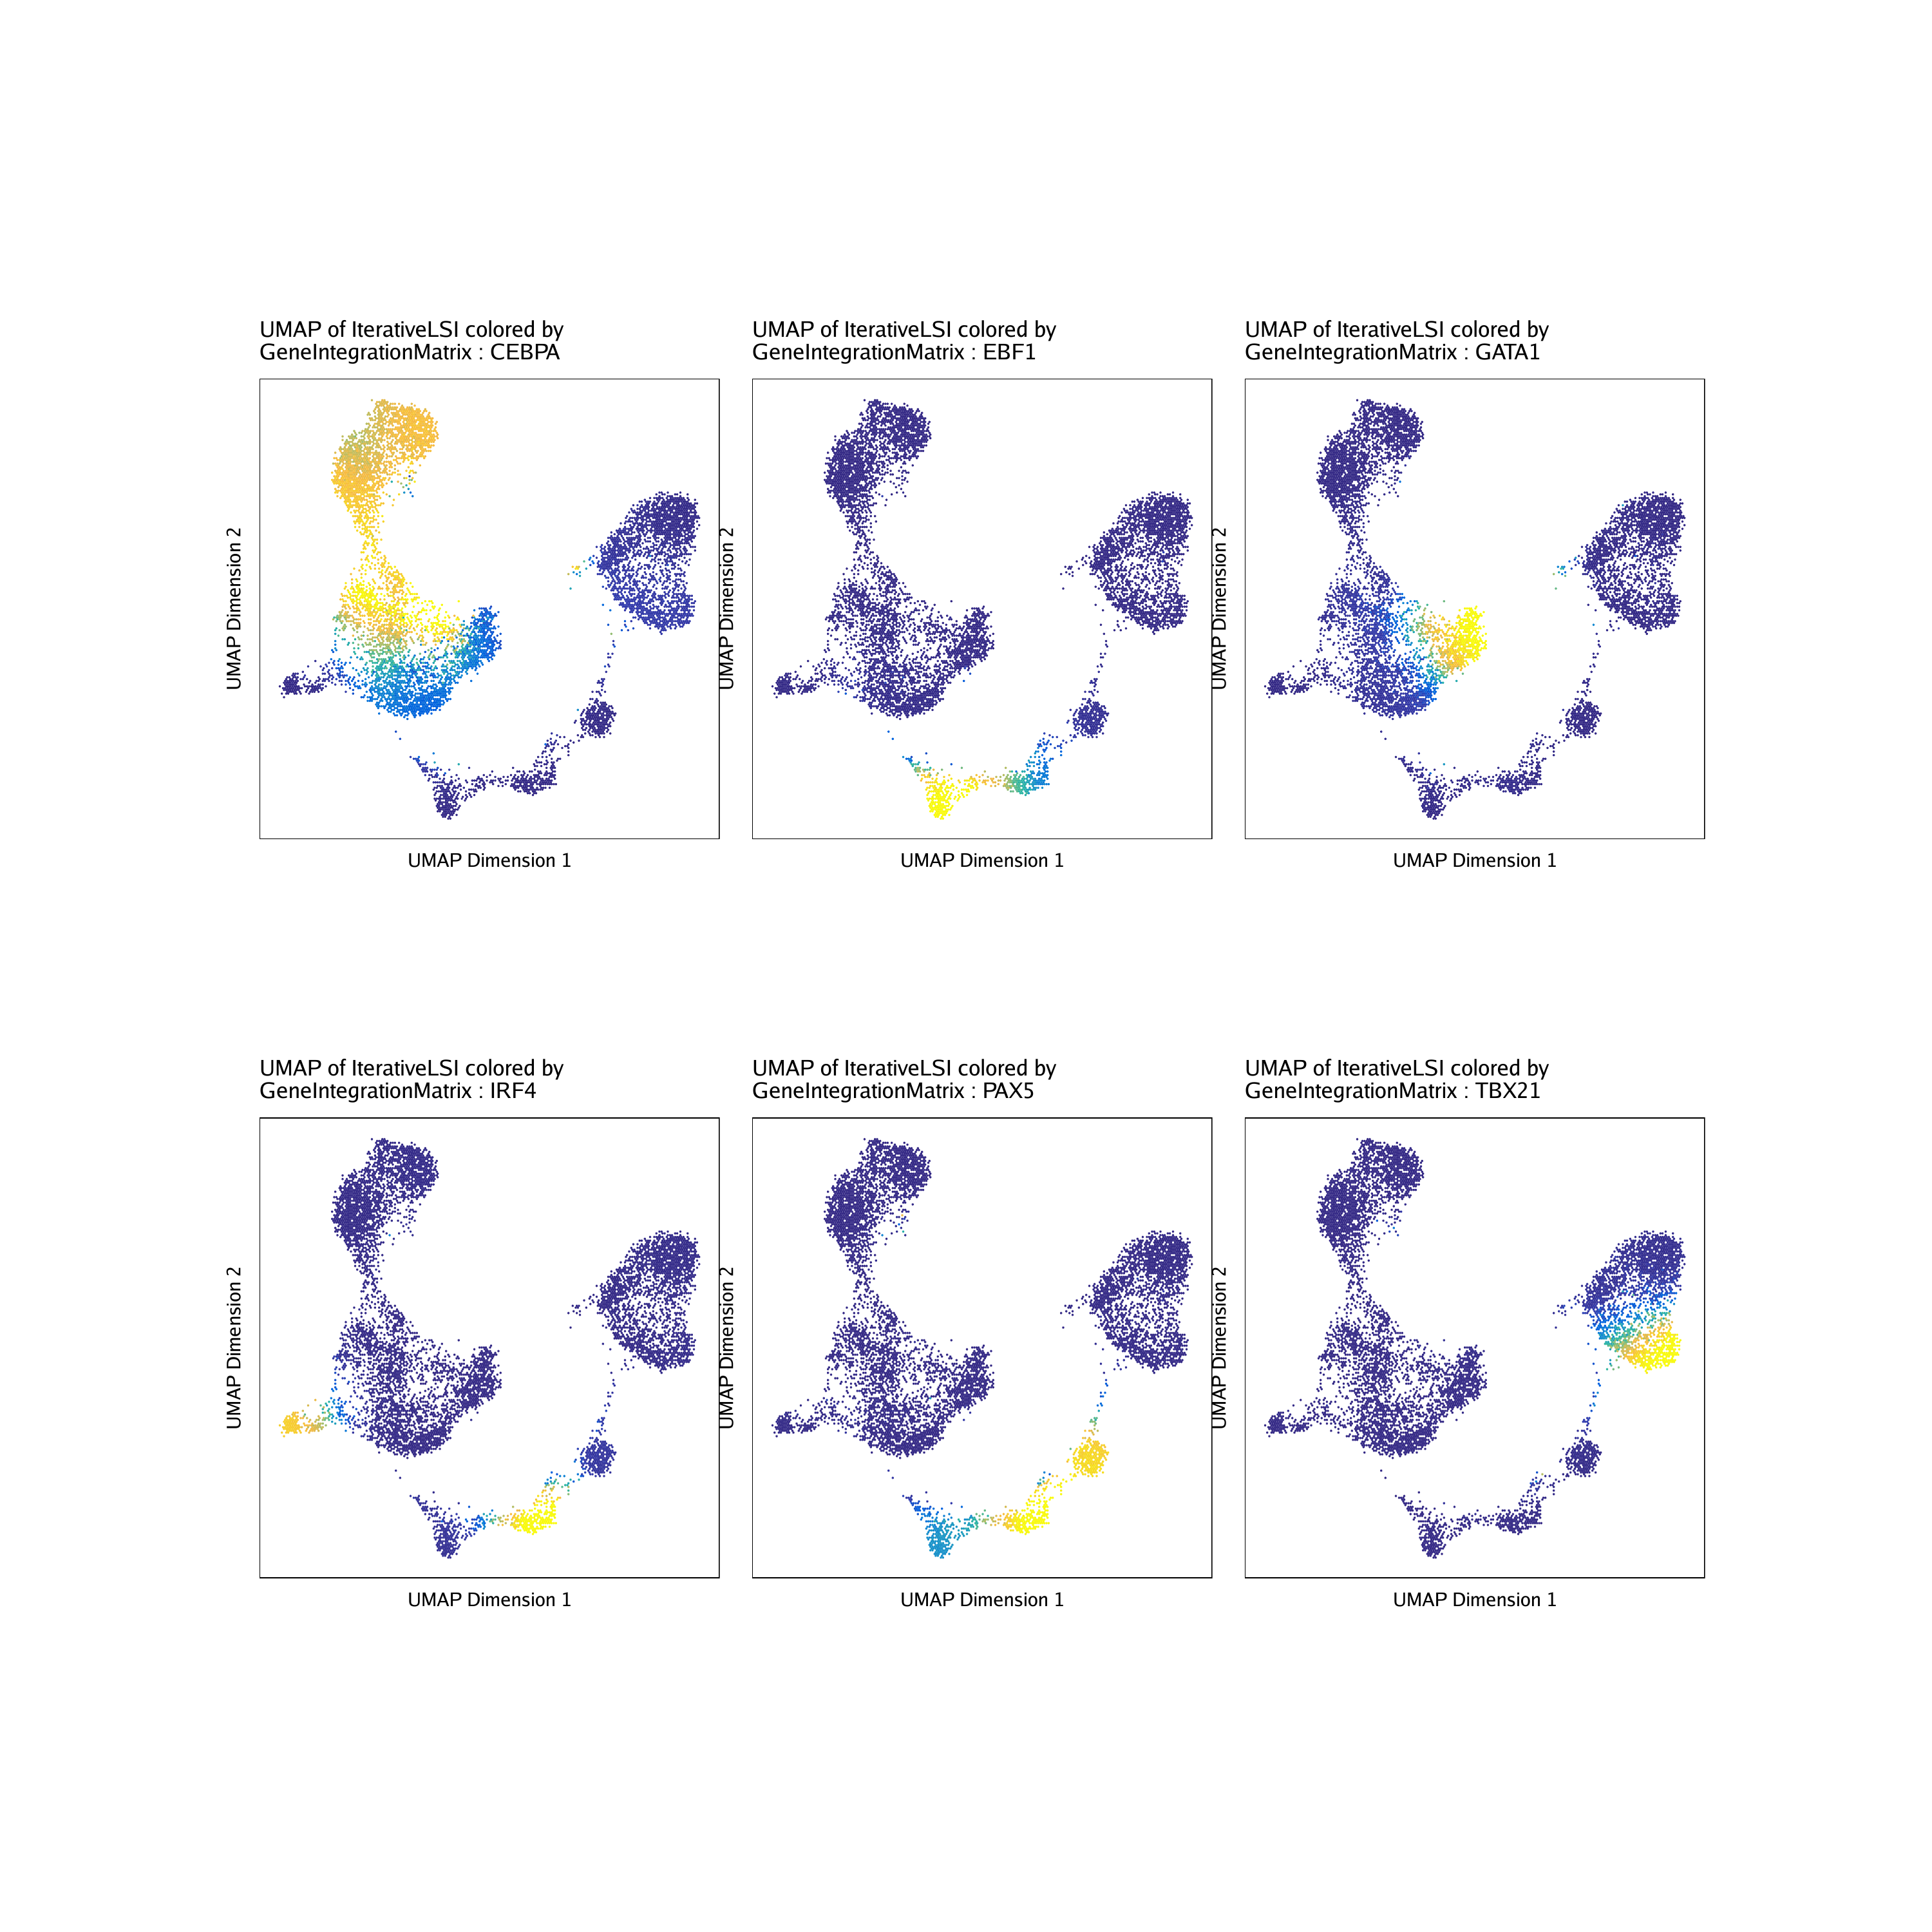 UMAP of IterativeLSI colored by
GeneIntegrationMatrix : CEBPA
UMAP Dimension 2
UMAP Dimension 1
UMAP of IterativeLSI colored by
GeneIntegrationMatrix : EBF1
UMAP Dimension 2
UMAP Dimension 1
UMAP of IterativeLSI colored by
GeneIntegrationMatrix : GATA1
UMAP Dimension 2
UMAP Dimension 1
UMAP of IterativeLSI colored by
GeneIntegrationMatrix : IRF4
UMAP Dimension 2
UMAP Dimension 1
UMAP of IterativeLSI colored by
GeneIntegrationMatrix : PAX5
UMAP Dimension 2
UMAP Dimension 1
UMAP of IterativeLSI colored by
GeneIntegrationMatrix : TBX21
UMAP Dimension 2
UMAP Dimension 1